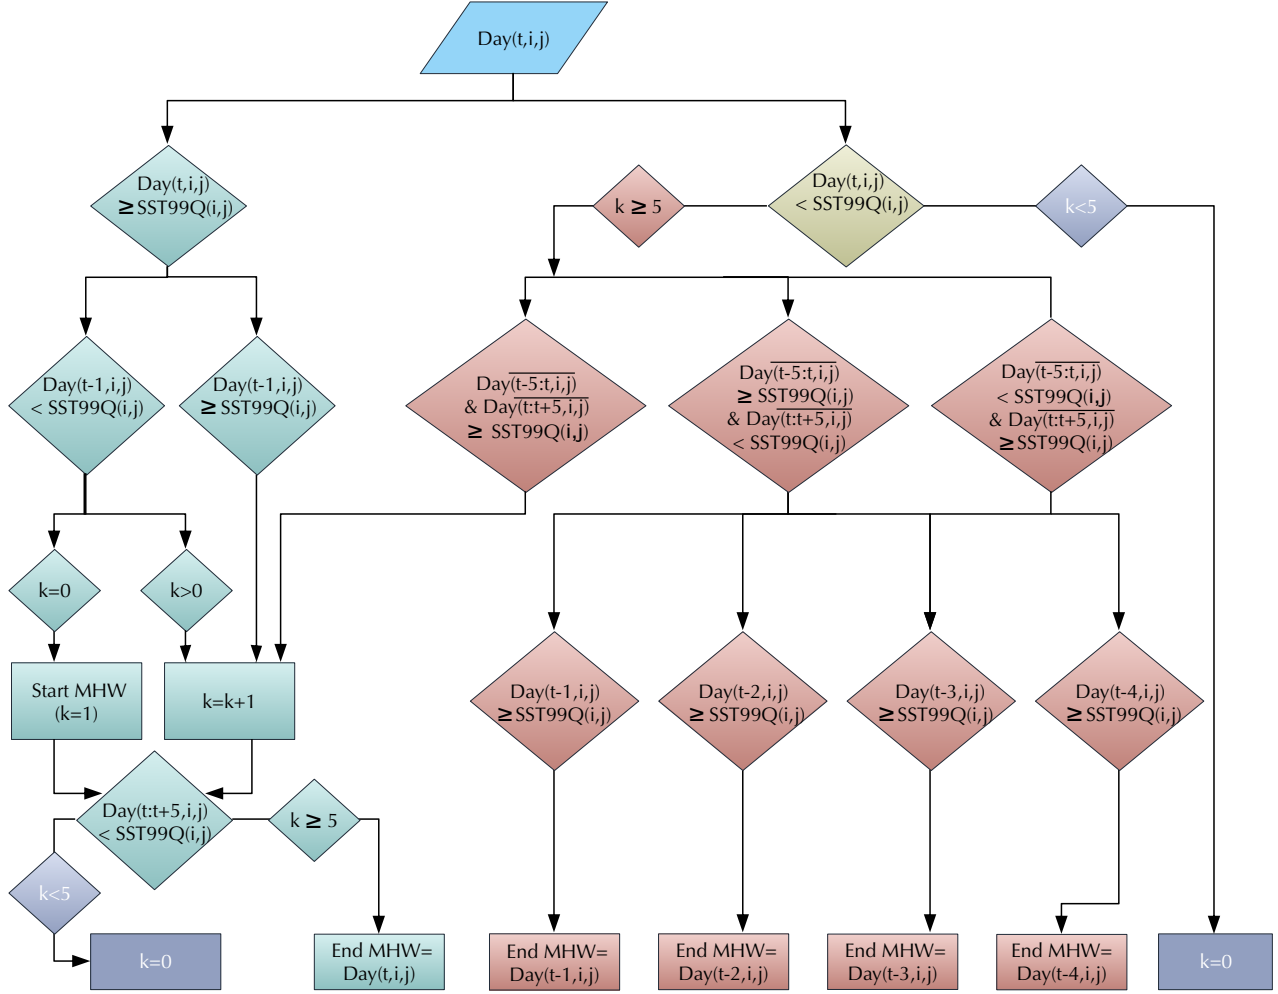 Day(t,i,j)
Day(t,i,j)
≥SST99Q(i,j)
k ≥ 5
Day(t,i,j)
< SST99Q(i,j)
k<5
Day(t-1,i,j)
< SST99Q(i,j)
Day(t-1,i,j)
≥SST99Q(i,j)
Day(t-5:t,i,j)
& Day(t:t+5,i,j)
≥ SST99Q(i,j)
Day(t-5:t,i,j)
≥SST99Q(i,j)
& Day(t:t+5,i,j)
< SST99Q(i,j)
Day(t-5:t,i,j)
< SST99Q(i,j)
& Day(t:t+5,i,j)
≥SST99Q(i,j)
k=0
k>0
Start MHW
(k=1)
k=k+1
Day(t-1,i,j)
≥SST99Q(i,j)
Day(t-2,i,j)
≥SST99Q(i,j)
Day(t-3,i,j)
≥SST99Q(i,j)
Day(t-4,i,j)
≥SST99Q(i,j)
Day(t:t+5,i,j)
< SST99Q(i,j)
k ≥ 5
k<5
k=0
End MHW=
Day(t,i,j)
End MHW=
Day(t-1,i,j)
End MHW=
Day(t-2,i,j)
End MHW=
Day(t-3,i,j)
End MHW=
Day(t-4,i,j)
k=0